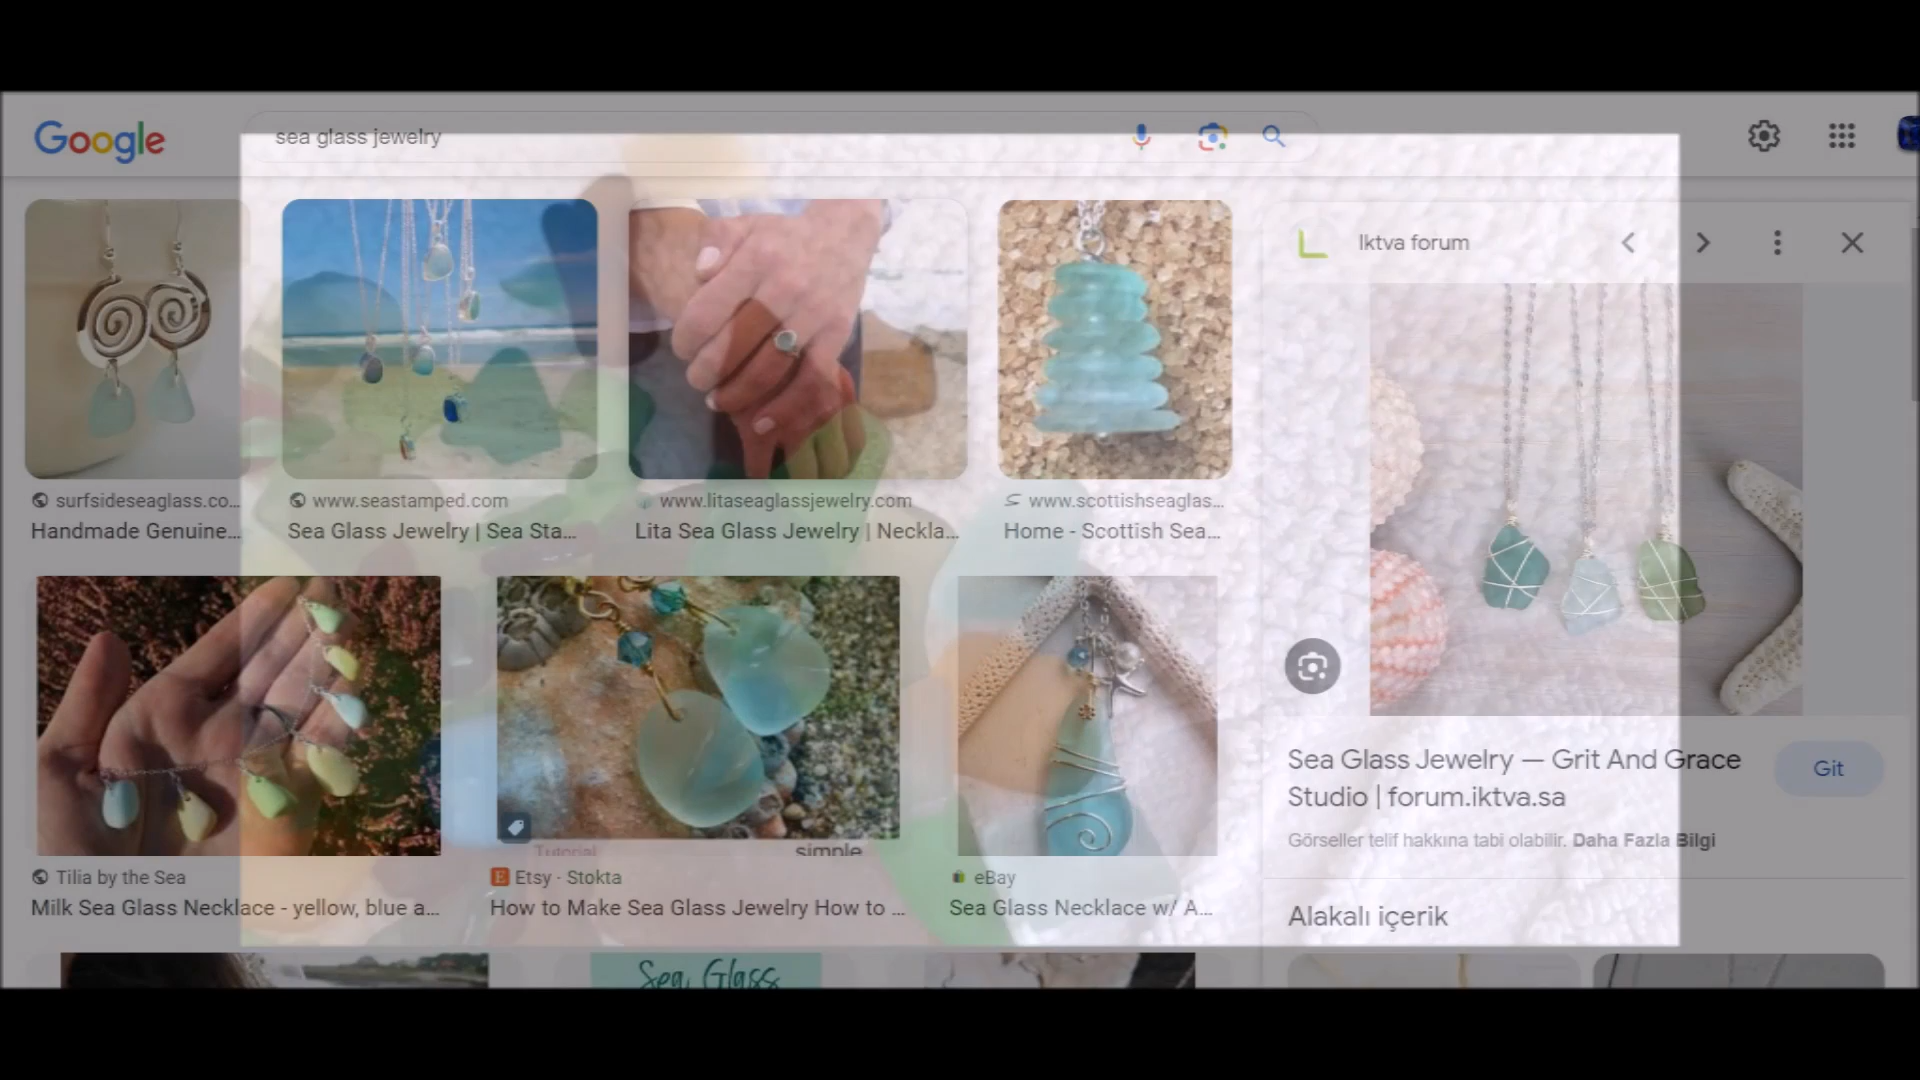 Google
sea glass jewelry
Iktva forum
surfsideseaglass.co...
Handmade Genuine...
www.seastamped.com
Sea Glass Jewelry | Sea Sta...
www.litaseaglassjewelry.com
Lita Sea Glass Jewelry | Neckla...
www.scottishseaglas...
Home - Scottish Sea...
Sea Glass Jewelry — Grit And Grace
Studio | forum.iktva.sa
Git
Görseller telif hakkına tabi olabilir. Daha Fazla Bilgi
Alakalı içerik
Tutorial
simple
Tilia by the Sea
Milk Sea Glass Necklace - yellow, blue a...
Etsy - Stokta
How to Make Sea Glass Jewelry How to ...
eBay
Sea Glass Necklace w/ A...
Sea Glass